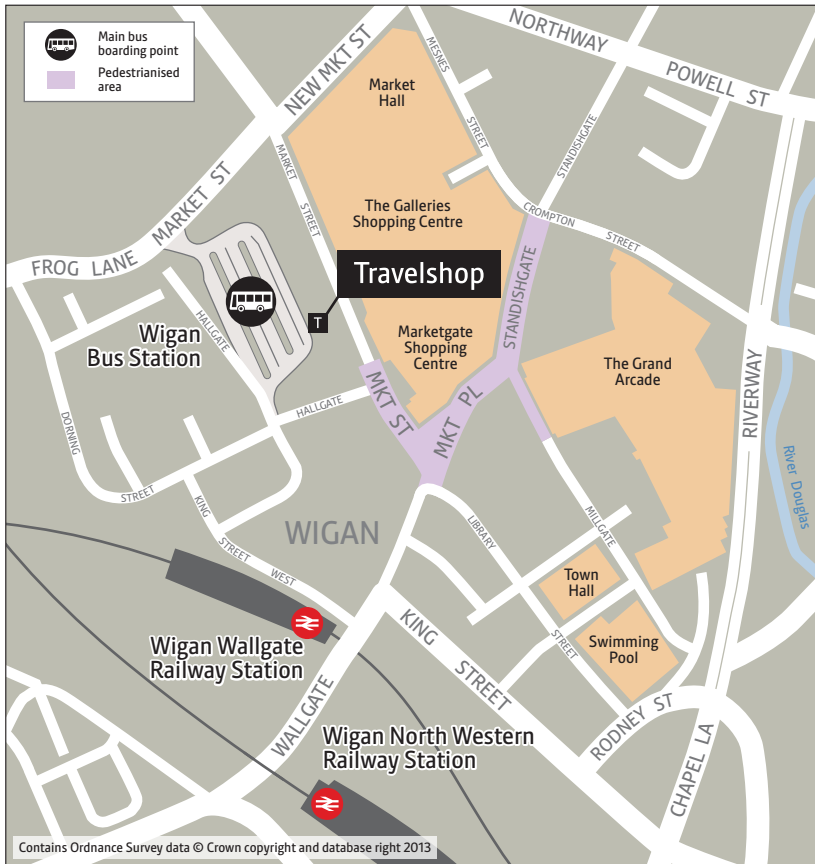 Main bus
boarding point
Pedestrianised
area
NORTHWAY
POWELL ST
NEW MKT ST
MESNES
STREET
Market
Hall
STANDISHGATE
MARKET
STREET
The Galleries
Shopping Centre
CROMPTON
STREET
MARKET ST
FROG LANE
Travelshop
T
STANDISHGATE
HALLGATE
Wigan
Bus Station
Marketgate
Shopping
Centre
The Grand
Arcade
RIVERWAY
MKT ST
MKT PL
HALLGATE
DORNING
STREET
River Douglas
KING
STREET
WEST
WIGAN
LIBRARY
STREET
MILLGATE
Town
Hall
Swimming
Pool
KING STREET
Wigan Wallgate
Railway Station
WALLGATE
RODNEY ST
CHAPEL LA
Wigan North Western
Railway Station
Contains Ordnance Survey data © Crown copyright and database right 2013